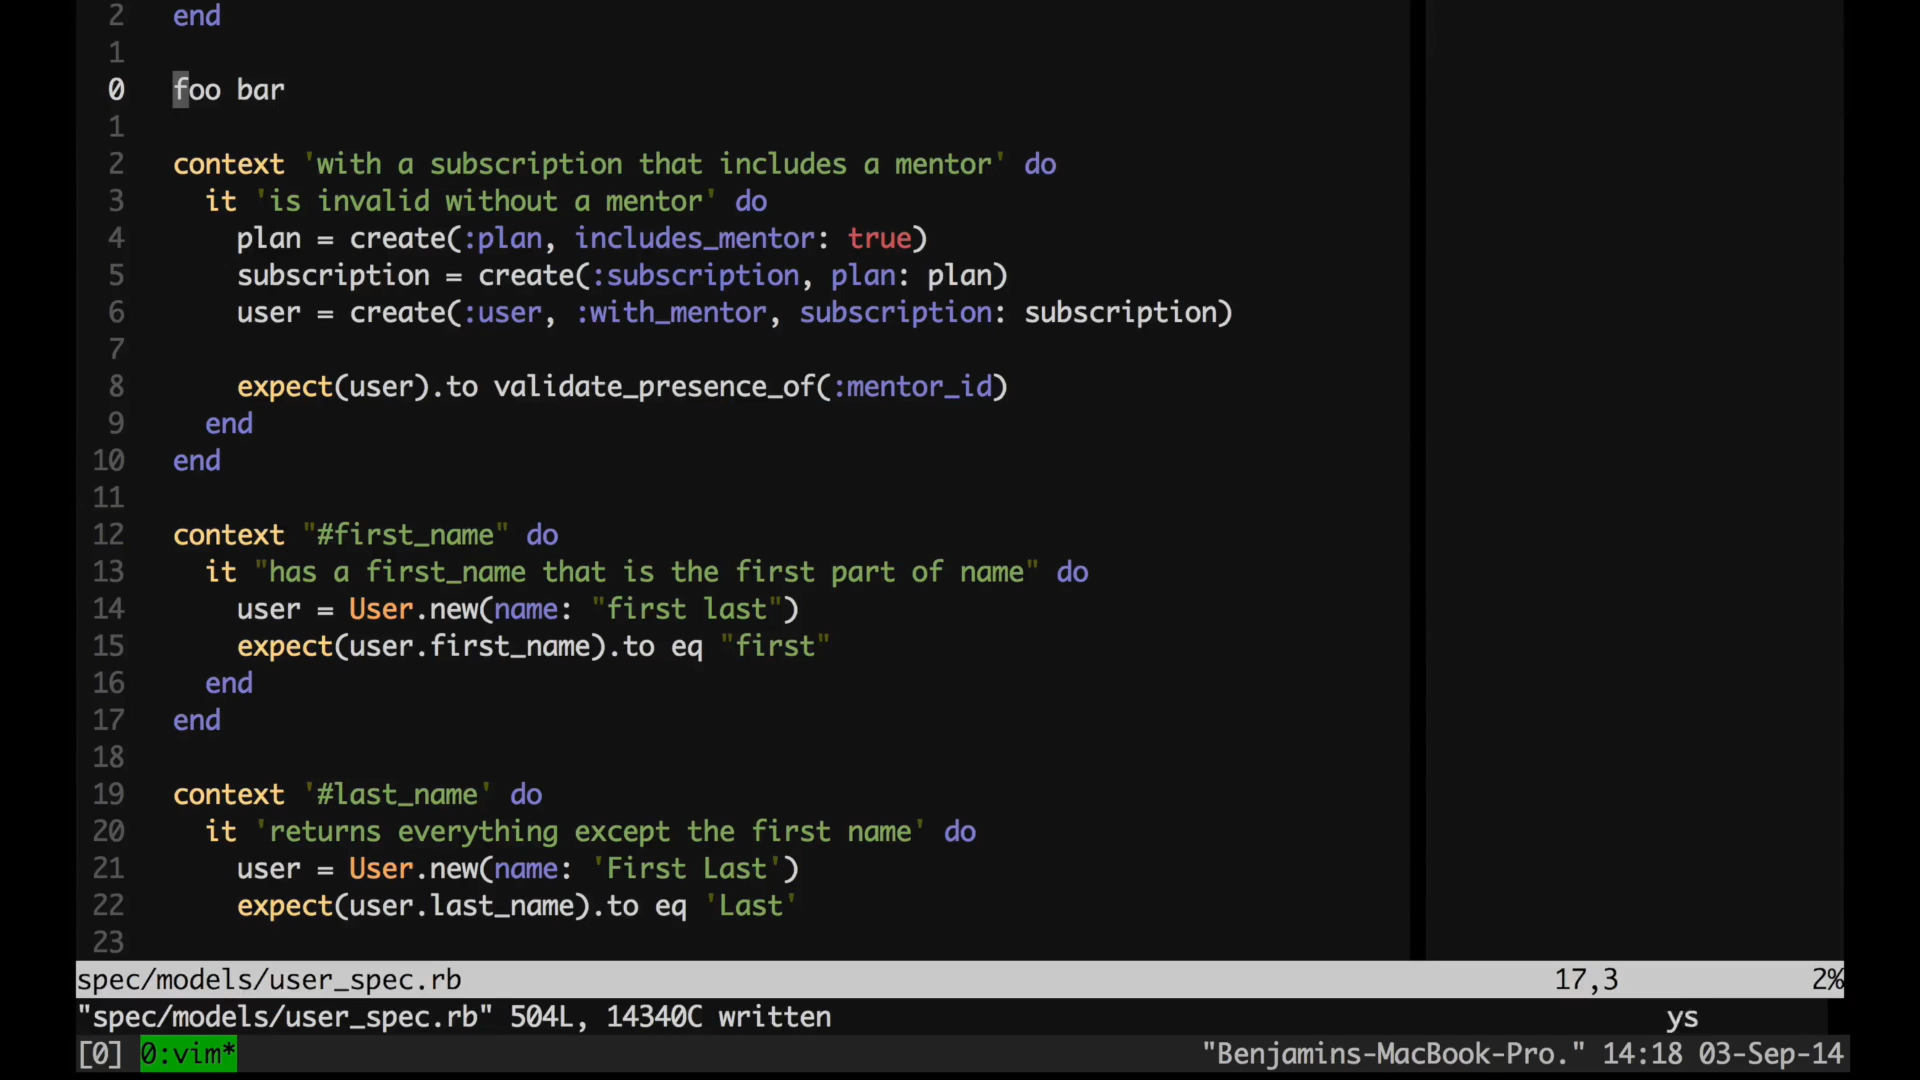 2 end
1
0 foo bar
1
2 context 'with a subscription that includes a mentor' do
3 it 'is invalid without a mentor' do
4 plan = create(:plan, includes_mentor: true)
5 subscription = create(:subscription, plan: plan)
6 user = create(:user, :with_mentor, subscription: subscription)
7
8 expect(user).to validate_presence_of(:mentor_id)
9 end
10 end
11
12 context "#first_name" do
13 it "has a first_name that is the first part of name" do
14 user = User.new(name: "first last")
15 expect(user.first_name).to eq "first"
16 end
17 end
18
19 context '#last_name' do
20 it 'returns everything except the first name' do
21 user = User.new(name: 'First Last')
22 expect(user.last_name).to eq 'Last'
23
spec/models/user_spec.rb 17,3 2%
"spec/models/user_spec.rb" 504L, 14340C written ys
[0] 0:vim* "Benjamins-MacBook-Pro." 14:18 03-Sep-14